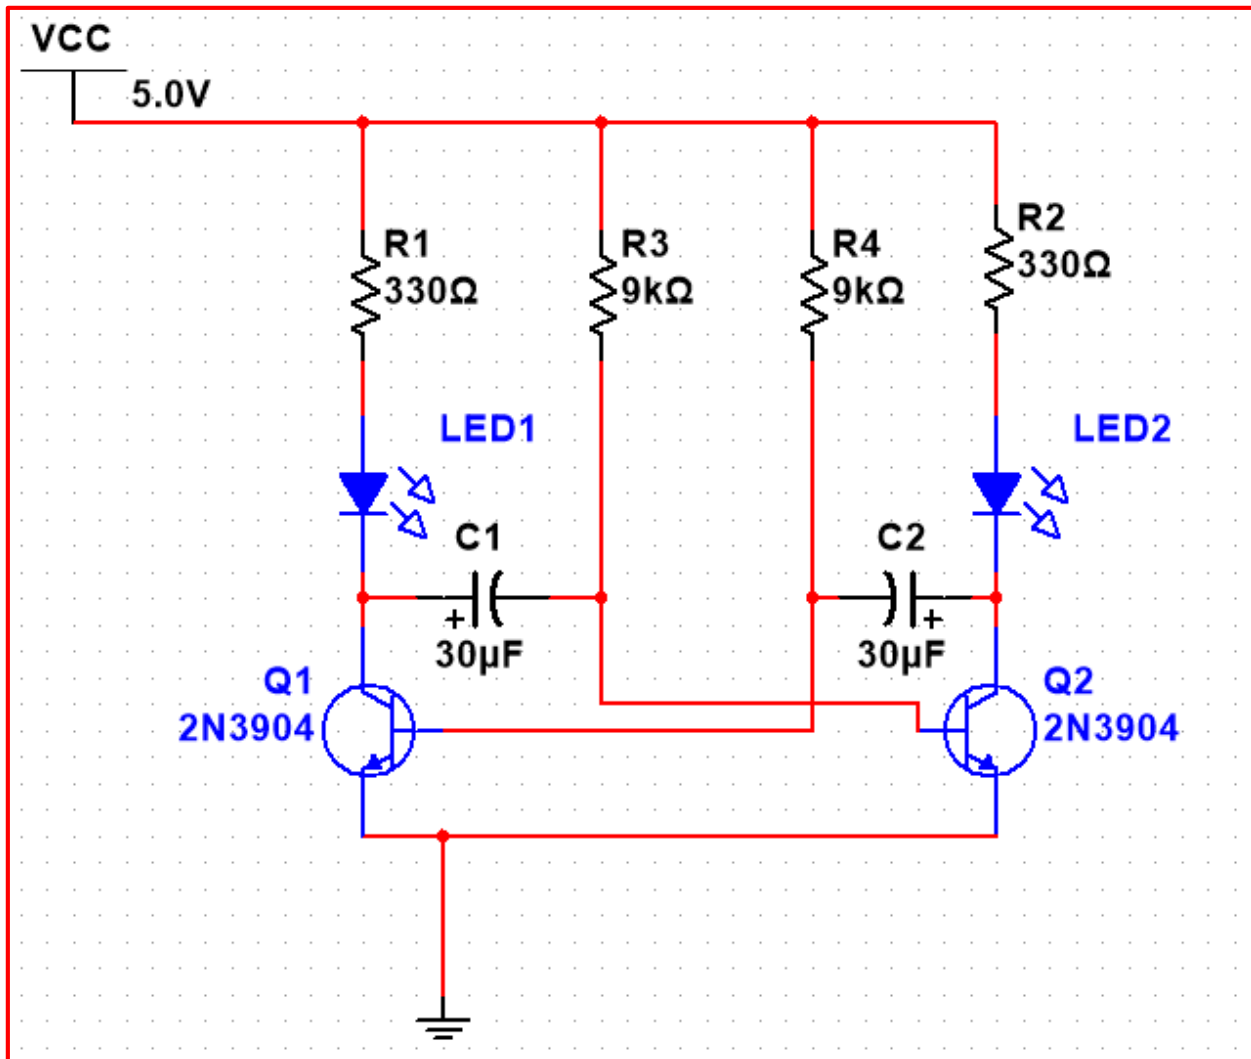 VCC
5.0V
R1
330Ω
R3
9kΩ
R4
9kΩ
R2
330Ω
LED1
LED2
C1
+
30µF
C2
+
30µF
Q1
2N3904
Q2
2N3904